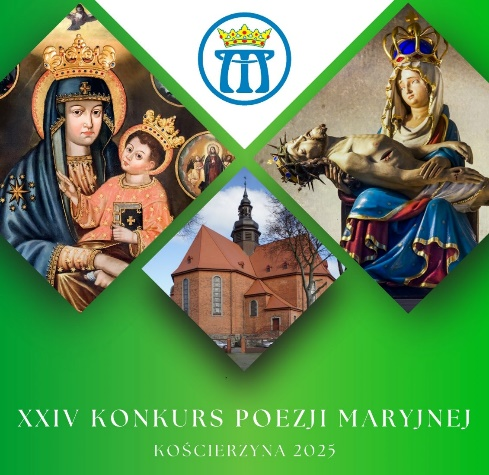 XXIV KONKURS POEZJI MARYJNEJ
KOŚCIERZYNA 2025